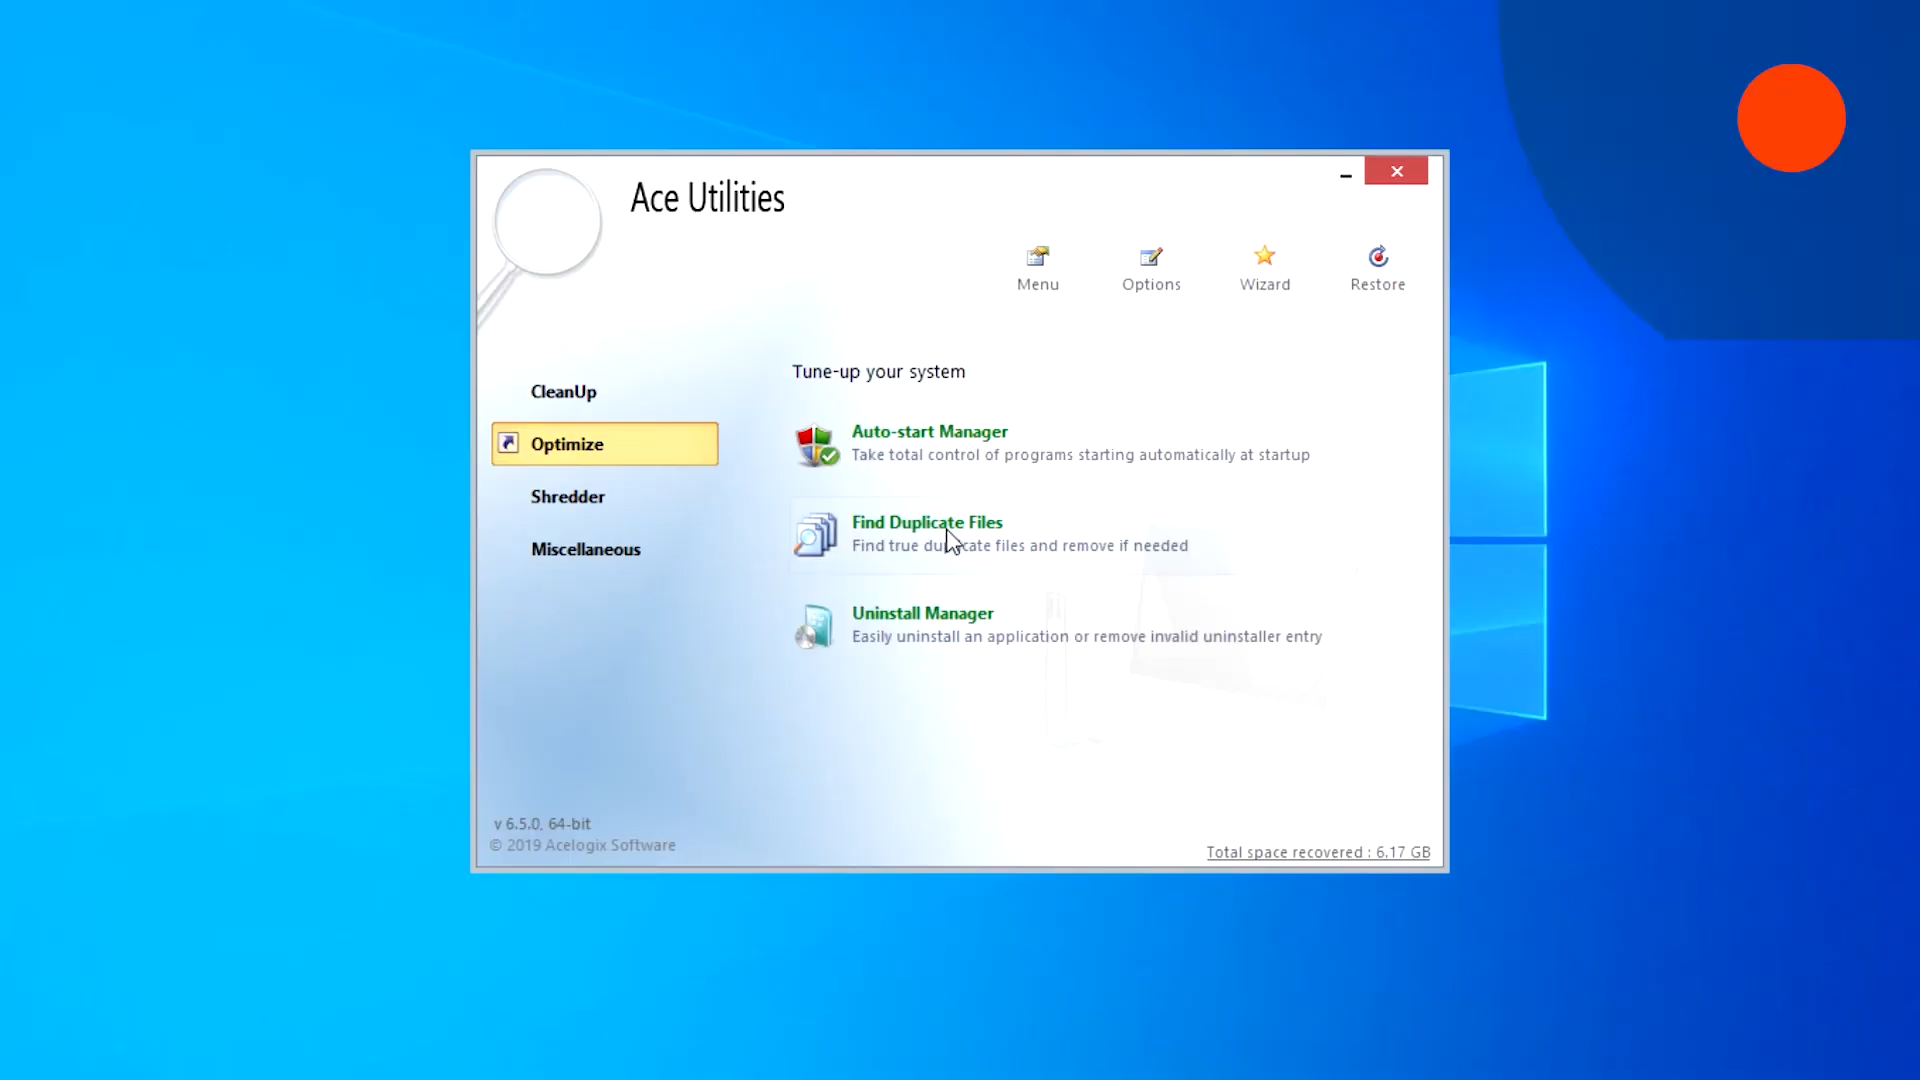 Ace Utilities
Menu
Options
Wizard
Restore
CleanUp
Optimize
Shredder
Miscellaneous
Tune-up your system
Auto-start Manager
Take total control of programs starting automatically at startup
Find Duplicate Files
Find true duplicate files and remove if needed
Uninstall Manager
Easily uninstall an application or remove invalid uninstaller entry
v 6.5.0, 64-bit
© 2019 Acelogix Software
Total space recovered : 6.17 GB